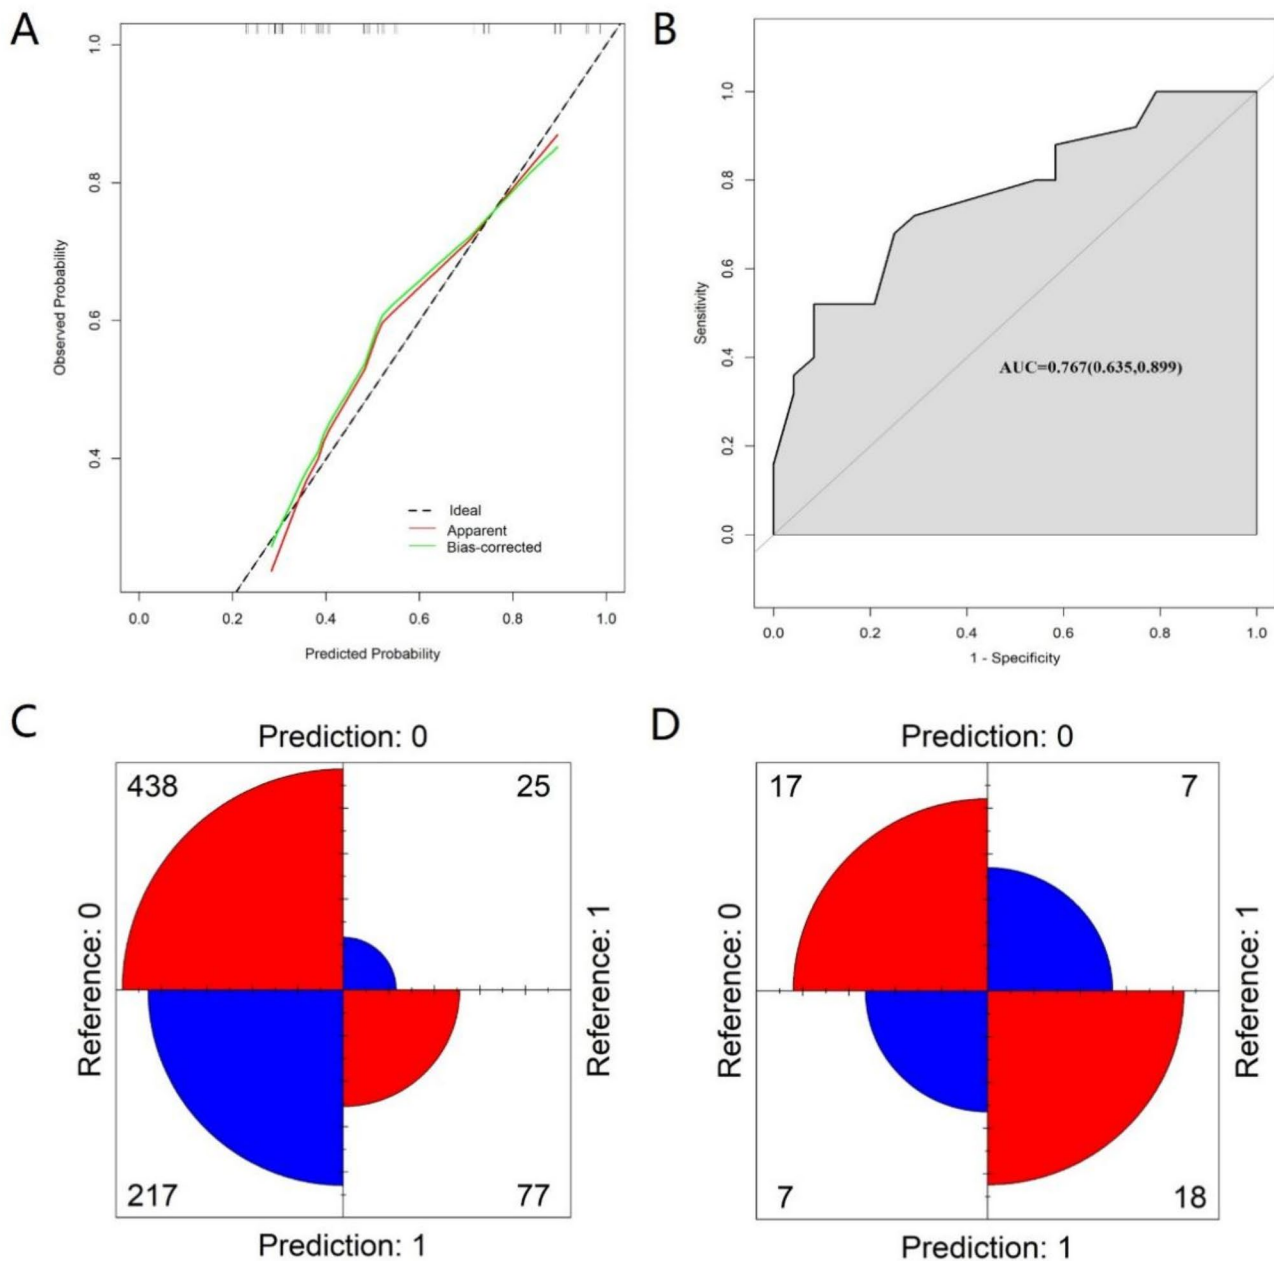 A
1.0
0.8
0.6
0.4
Observed Probability
Ideal
Apparent
Bias-corrected
0.0 0.2 0.4 0.6 0.8 1.0
Predicted Probability
B
1.0
0.8
0.6
0.4
0.2
0.0
Sensitivity
AUC=0.767(0.635,0.899)
0.0 0.2 0.4 0.6 0.8 1.0
1 - Specificity
C
Prediction: 0
438 25
Reference: 0
Reference: 1
217 77
Prediction: 1
D
Prediction: 0
17 7
Reference: 0
Reference: 1
7 18
Prediction: 1